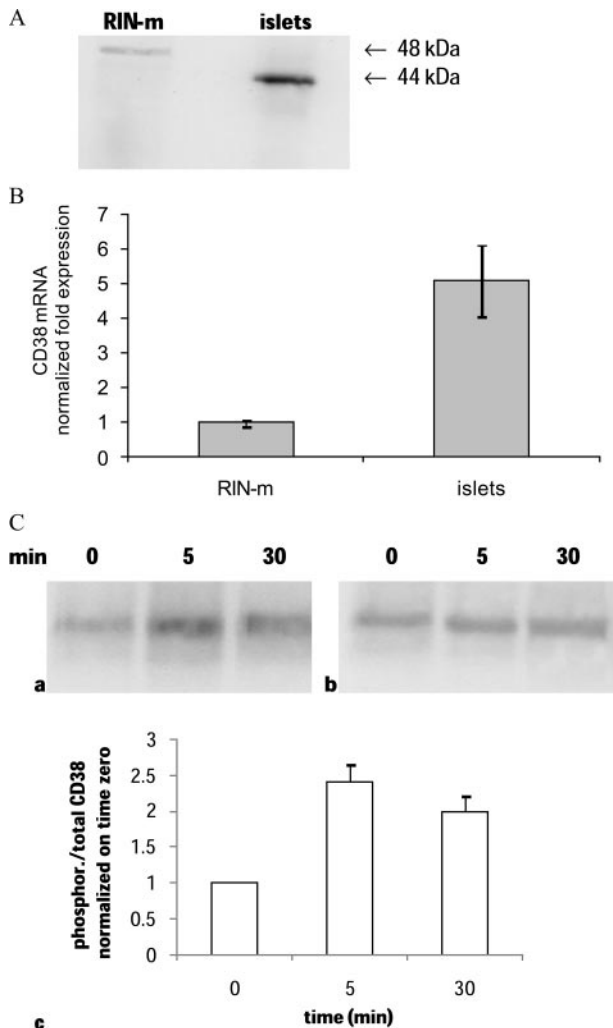 A
RIN-m islets
← 48 kDa
← 44 kDa
B
CD38 mRNA
normalized fold expression
7
6
5
4
3
2
1
0
RIN-m islets
C
min 0 5 30 0 5 30
a b
phosphor./total CD38
normalized on time zero
3
2.5
2
1.5
1
0.5
0
0 5 30
time (min)
c